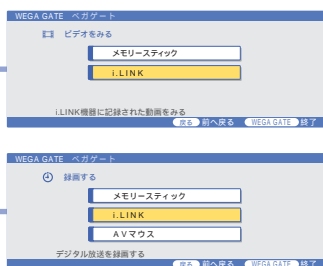 WEGA GATE ベガゲート
ビデオをみる
メモリースティック
i.LINK
i.LINK機器に記録された動画をみる
戻る 前へ戻る WEGA GATE 終了
WEGA GATE ベガゲート
録画する
メモリースティック
i.LINK
AVマウス
デジタル放送を録画する
戻る 前へ戻る WEGA GATE 終了